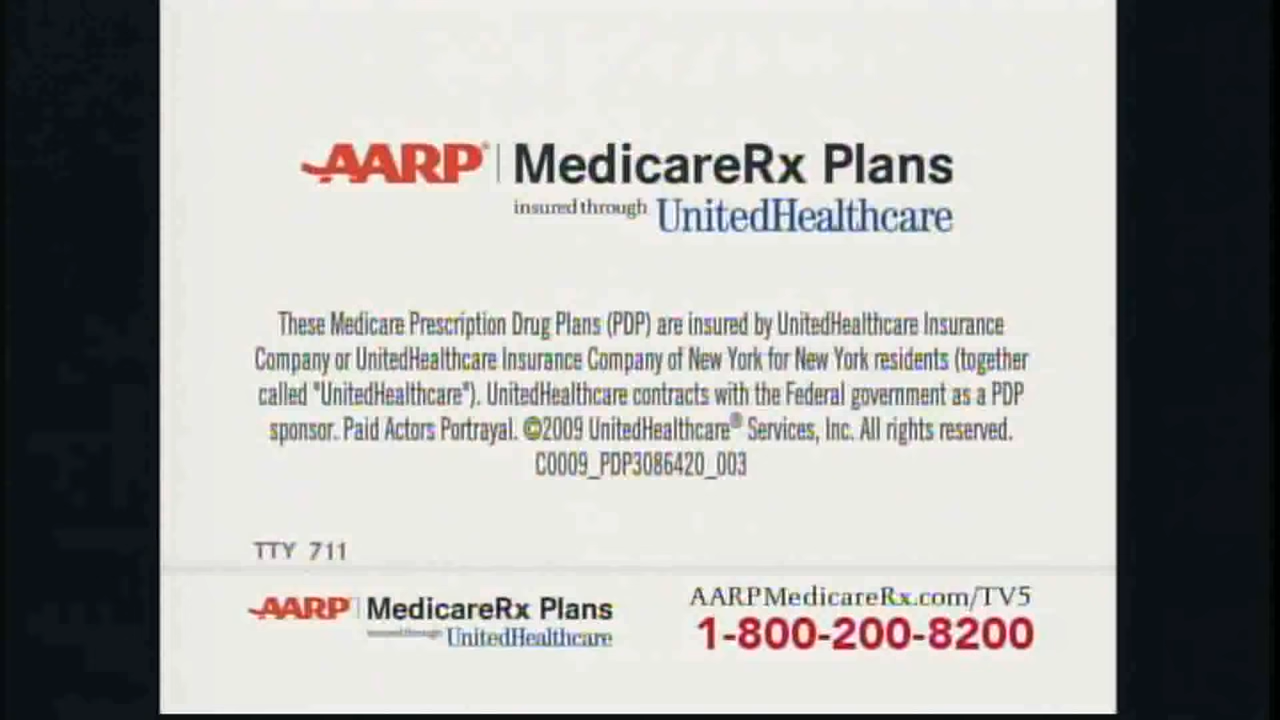 AARP® MedicareRx Plans
insured through UnitedHealthcare
These Medicare Prescription Drug Plans (PDP) are insured by UnitedHealthcare Insurance
Company or UnitedHealthcare Insurance Company of New York for New York residents (together
called "UnitedHealthcare"). UnitedHealthcare contracts with the Federal government as a PDP
sponsor. Paid Actors Portrayal. ©2009 UnitedHealthcare® Services, Inc. All rights reserved.
C0009_PDP3086420_003
TTY 711
AARP MedicareRx Plans
insured through UnitedHealthcare
AARPMedicareRx.com/TV5
1-800-200-8200